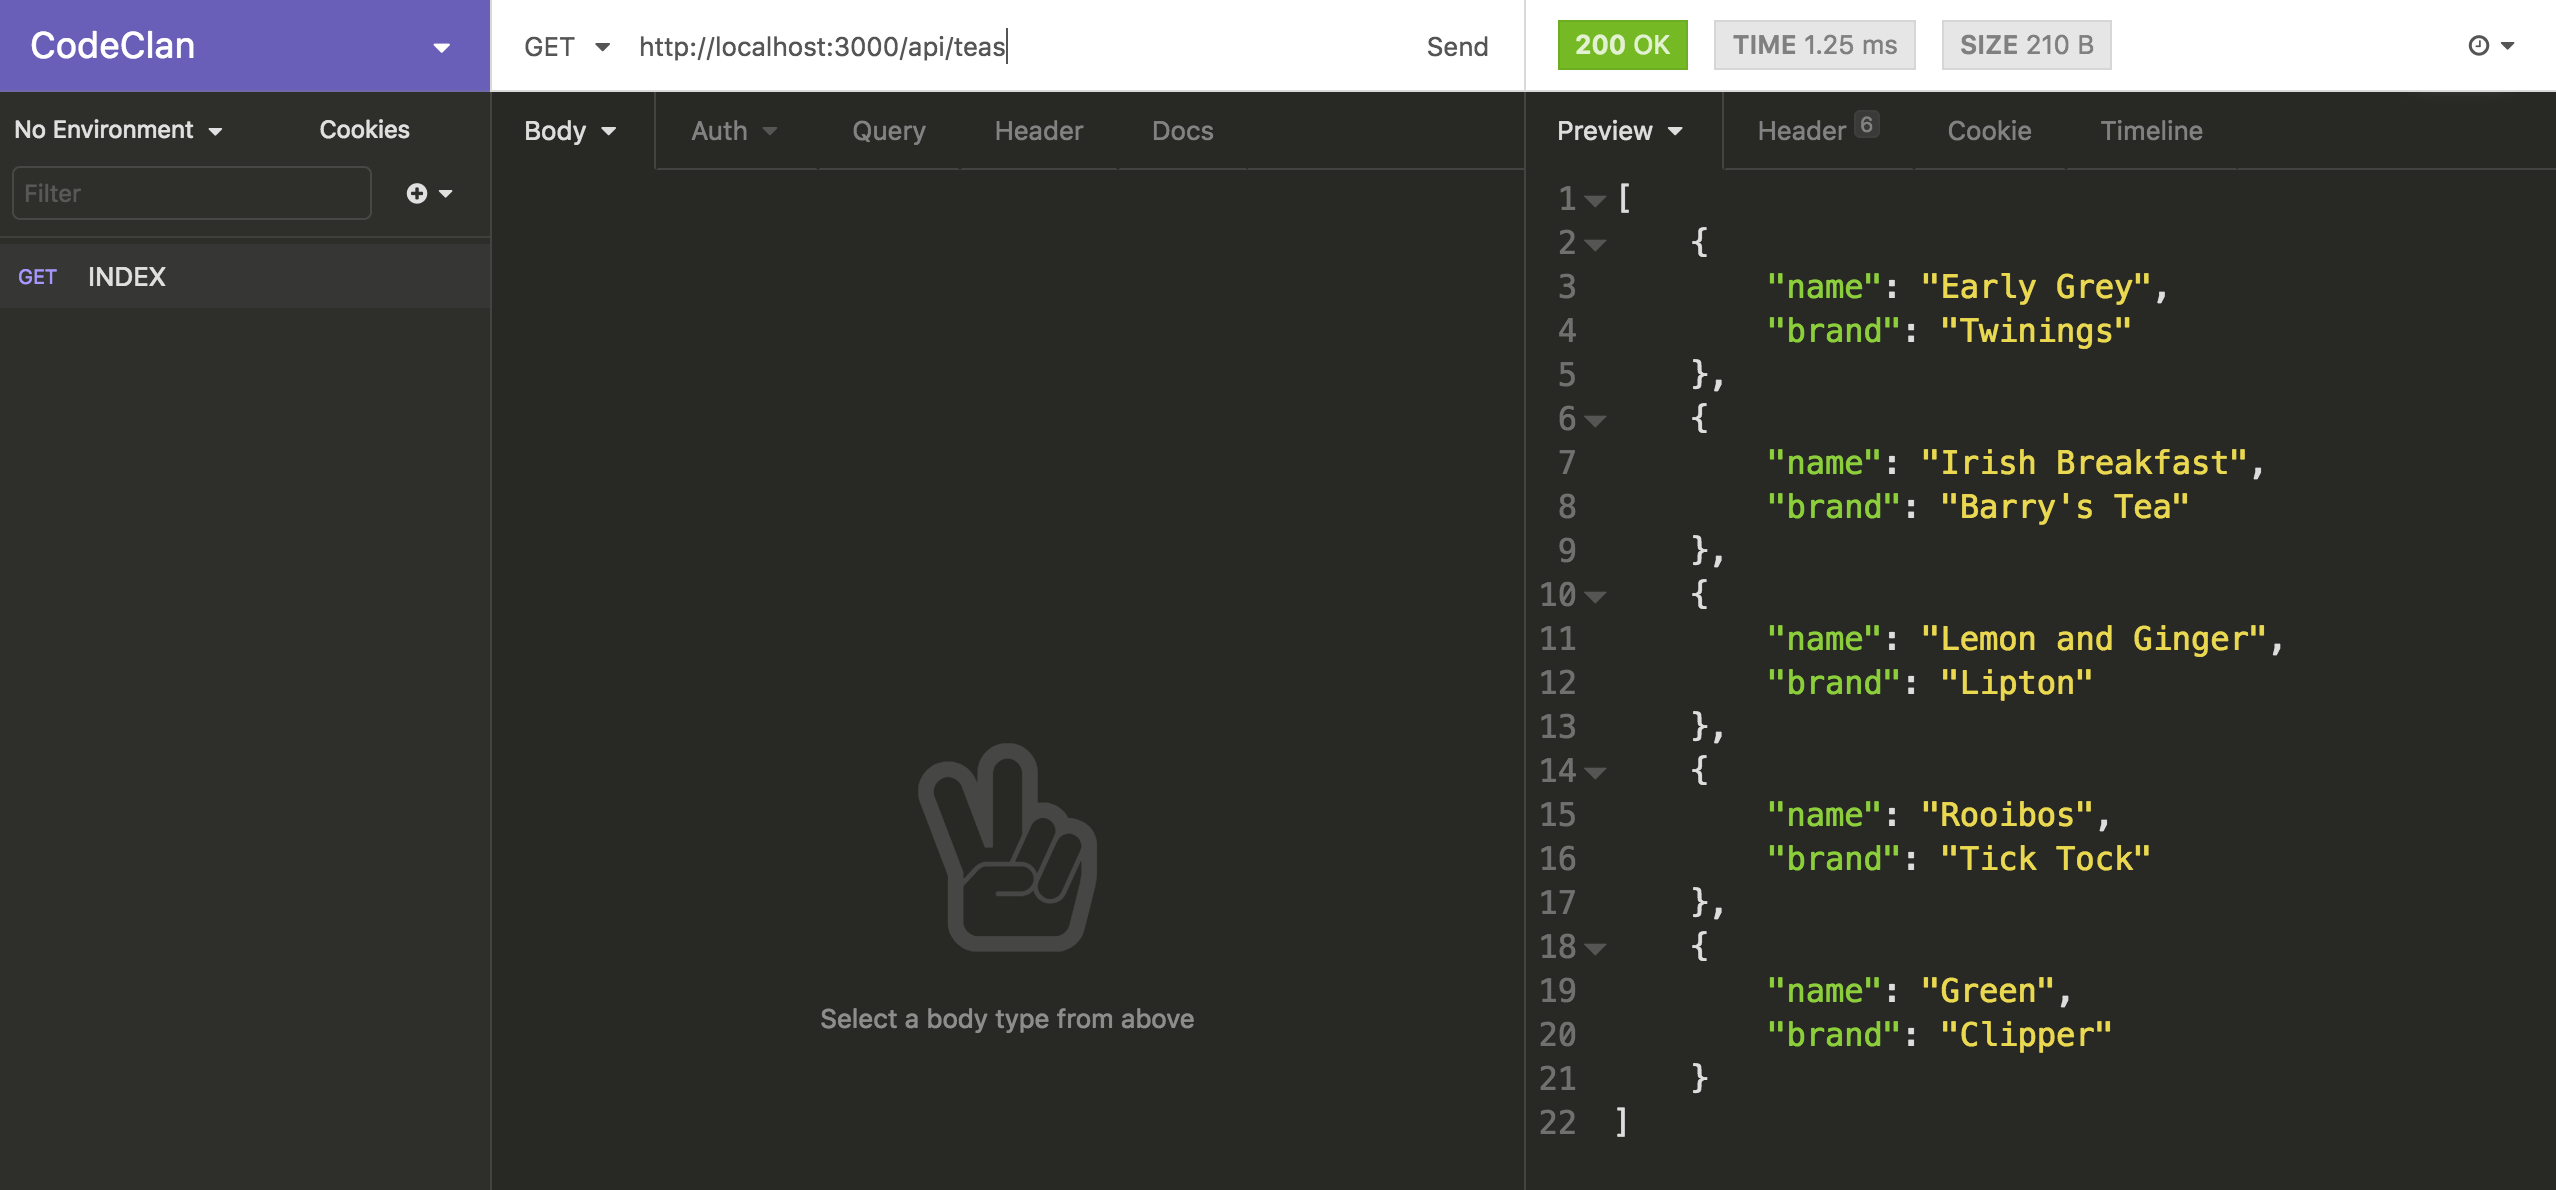 CodeClan
GET http://localhost:3000/api/teas Send
200 OK TIME 1.25 ms SIZE 210 B
No Environment Cookies
Filter
GET INDEX
Body Auth Query Header Docs
Select a body type from above
Preview Header 6 Cookie Timeline
1 [
2 {
3 "name": "Early Grey",
4 "brand": "Twinings"
5 },
6 {
7 "name": "Irish Breakfast",
8 "brand": "Barry's Tea"
9 },
10 {
11 "name": "Lemon and Ginger",
12 "brand": "Lipton"
13 },
14 {
15 "name": "Rooibos",
16 "brand": "Tick Tock"
17 },
18 {
19 "name": "Green",
20 "brand": "Clipper"
21 }
22 ]